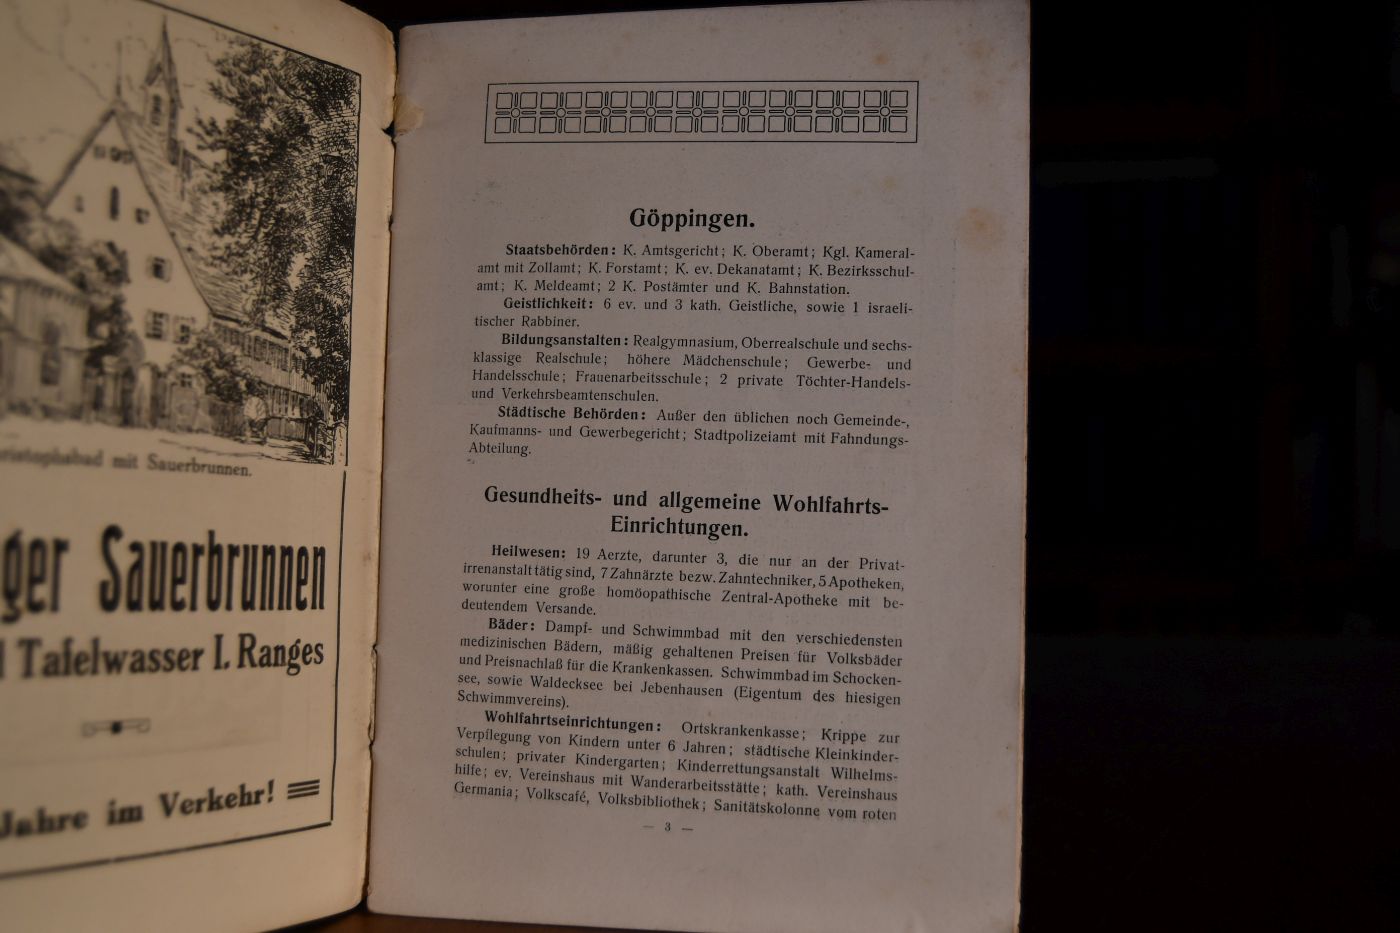 mit Sauerbrunnen.
Sauerbrunnen
Tafelwasser I. Ranges
Jahre im Verkehr!
Göppingen.
Staatsbehörden: K. Amtsgericht; K. Oberamt; Kgl. Kameral-
amt mit Zollamt; K. Forstamt; K. ev. Dekanatamt; K. Bezirksschul-
amt; K. Meldeamt; 2 K. Postämter und K. Bahnstation.
Geistlichkeit: 6 ev. und 3 kath. Geistliche, sowie 1 israeli-
tischer Rabbiner.
Bildungsanstalten: Realgymnasium, Oberrealschule und sechs-
klassige Realschule; höhere Mädchenschule; Gewerbe- und
Handelsschule; Frauenarbeitsschule; 2 private Töchter-Handels-
und Verkehrsbeamtenschulen.
Städtische Behörden: Außer den üblichen noch Gemeinde-,
Kaufmanns- und Gewerbegericht; Stadtpolizeiamt mit Fahndungs-
Abteilung.
Gesundheits- und allgemeine Wohlfahrts-
Einrichtungen.
Heilwesen: 19 Aerzte, darunter 3, die nur an der Privat-
irrenanstalt tätig sind, 7 Zahnärzte bezw. Zahntechniker, 5 Apotheken,
worunter eine große homöopathische Zentral-Apotheke mit be-
deutendem Versande.
Bäder: Dampf- und Schwimmbad mit den verschiedensten
medizinischen Bädern, mäßig gehaltenen Preisen für Volksbäder
und Preisnachlaß für die Krankenkassen. Schwimmbad im Schocken-
see, sowie Waldecksee bei Jebenhausen (Eigentum des hiesigen
Schwimmvereins).
Wohlfahrtseinrichtungen: Ortskrankenkasse; Krippe zur
Verpflegung von Kindern unter 6 Jahren; städtische Kleinkinder-
schulen; privater Kindergarten; Kinderrettungsanstalt Wilhelms-
hilfe; ev. Vereinshaus mit Wanderarbeitsstätte; kath. Vereinshaus
Germania; Volkscafé, Volksbibliothek; Sanitätskolonne vom roten
— 3 —